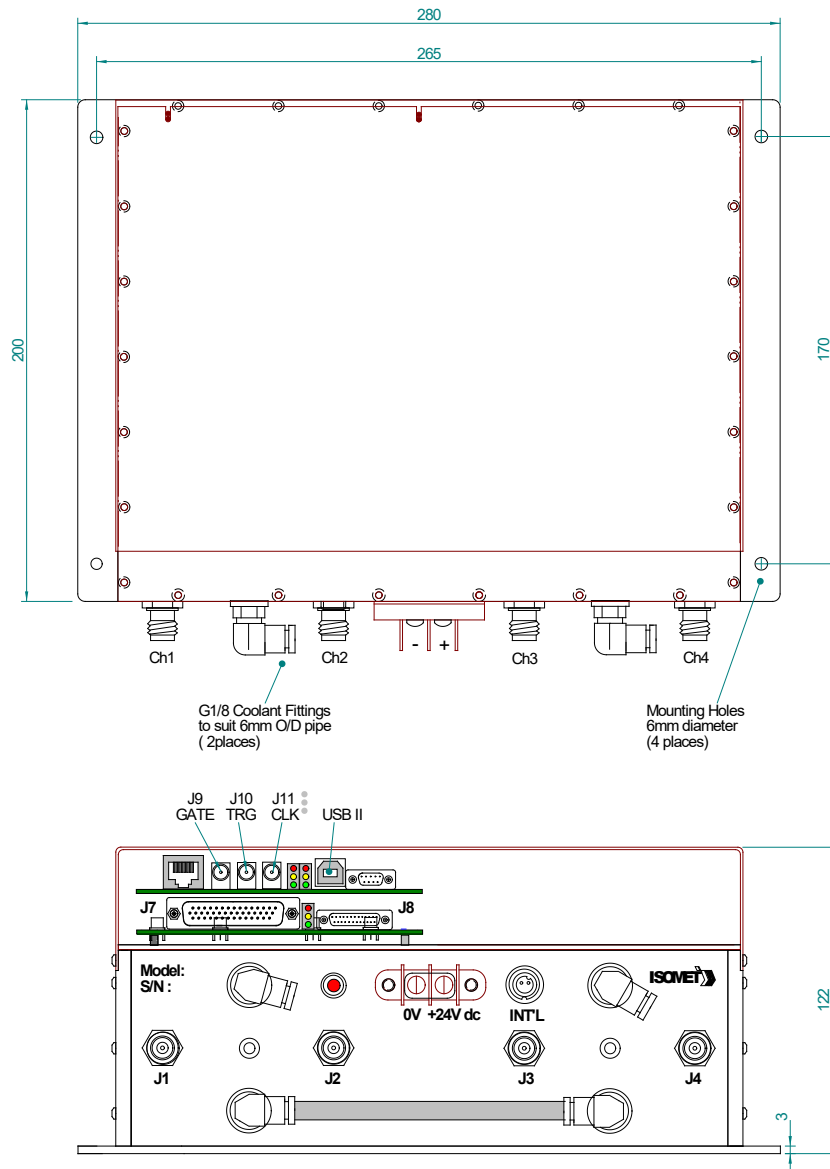 280
265
200
170
Ch1
Ch2
-
+
Ch3
Ch4
G1/8 Coolant Fittings
to suit 6mm O/D pipe
( 2places)
Mounting Holes
6mm diameter
(4 places)
J9
GATE
J10
TRG
J11
CLK
USB II
J7
J8
Model:
S/N :
ISOMET
0V +24V dc
INT'L
122
J1
J2
J3
J4
3